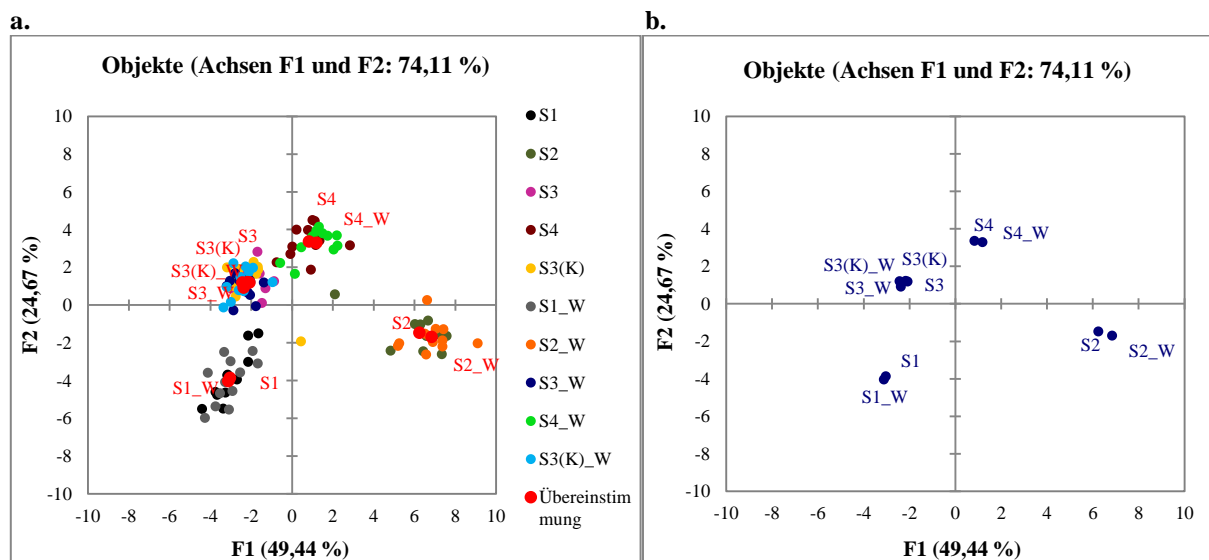 a.
Objekte (Achsen F1 und F2: 74,11 %)
F2 (24,67 %)
10
8
6
4
2
0
-2
-4
-6
-8
-10
-10 -8 -6 -4 -2 0 2 4 6 8 10
F1 (49,44 %)
S4
S4_W
S3
S3(K)
S3(K)_W
S3_W
S2
S2_W
S1_W
S1
S1
S2
S3
S4
S3(K)
S1_W
S2_W
S3_W
S4_W
S3(K)_W
Übereinstim
mung
b.
Objekte (Achsen F1 und F2: 74,11 %)
F2 (24,67 %)
10
8
6
4
2
0
-2
-4
-6
-8
-10
-10 -8 -6 -4 -2 0 2 4 6 8 10
F1 (49,44 %)
S4
S4_W
S3(K)_W S3(K)
S3_W S3
S2
S2_W
S1
S1_W